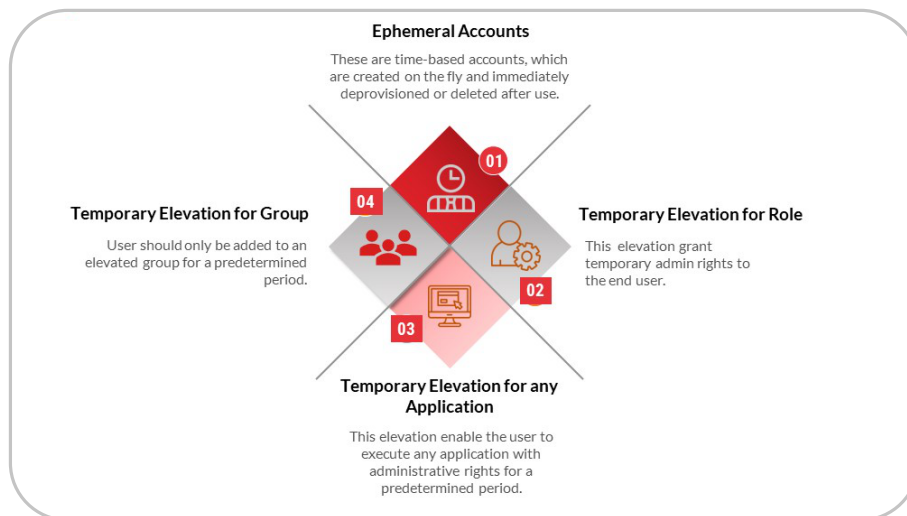 Ephemeral Accounts
These are time-based accounts, which
are created on the fly and immediately
deprovisioned or deleted after use.
01
Temporary Elevation for Role
This elevation grant
temporary admin rights to
the end user.
02
Temporary Elevation for any
Application
This elevation enable the user to
execute any application with
administrative rights for a
predetermined period.
03
Temporary Elevation for Group
User should only be added to an
elevated group for a predetermined
period.
04